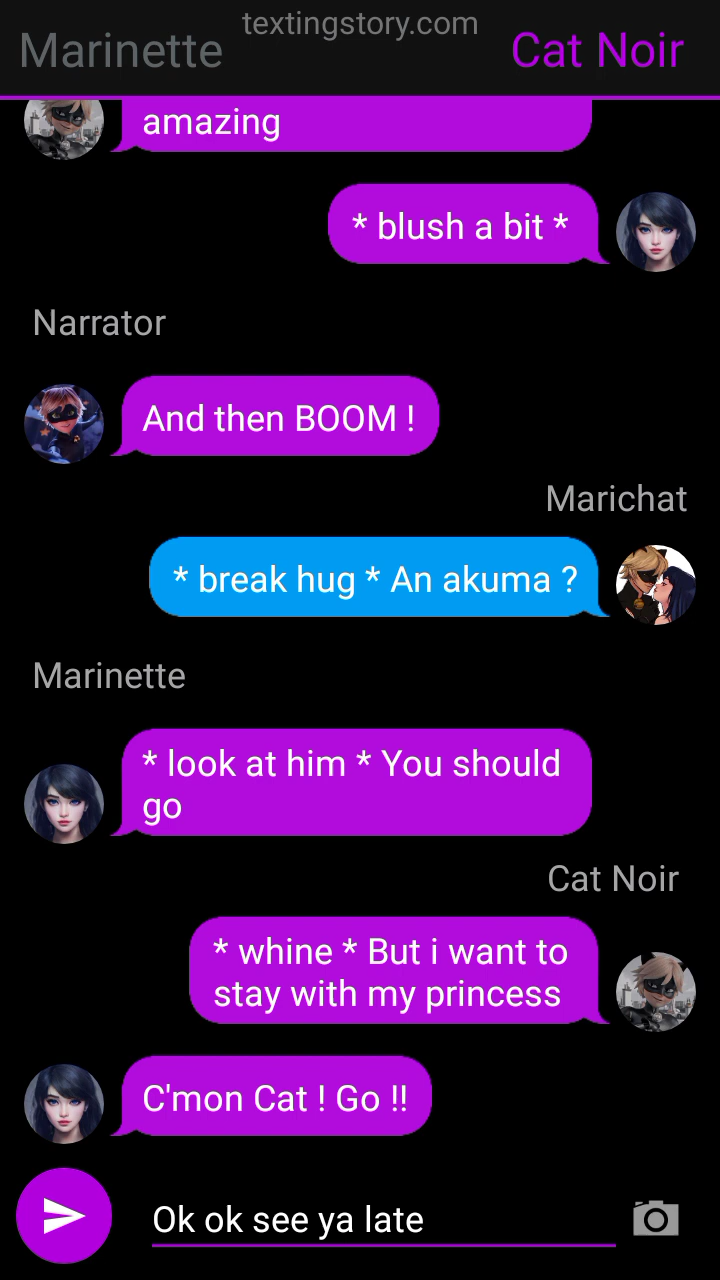 textingstory.com
Marinette
Cat Noir
amazing
* blush a bit *
Narrator
And then BOOM !
Marichat
* break hug * An akuma ?
Marinette
* look at him * You should
go
Cat Noir
* whine * But i want to
stay with my princess
C'mon Cat ! Go !!
Ok ok see ya late